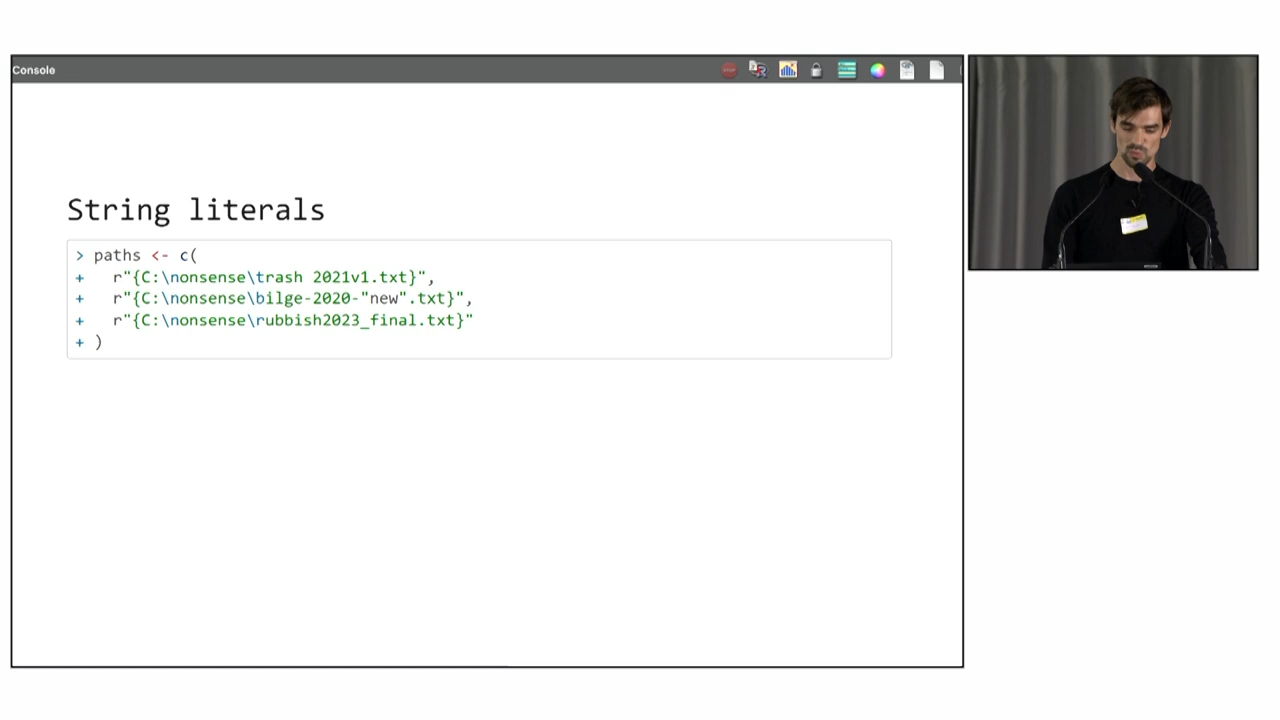 Console
String literals
> paths <- c(
+   r"{C:\nonsense\trash 2021v1.txt}",
+   r"{C:\nonsense\bilge-2020-"new".txt}",
+   r"{C:\nonsense\rubbish2023_final.txt}"
+ )